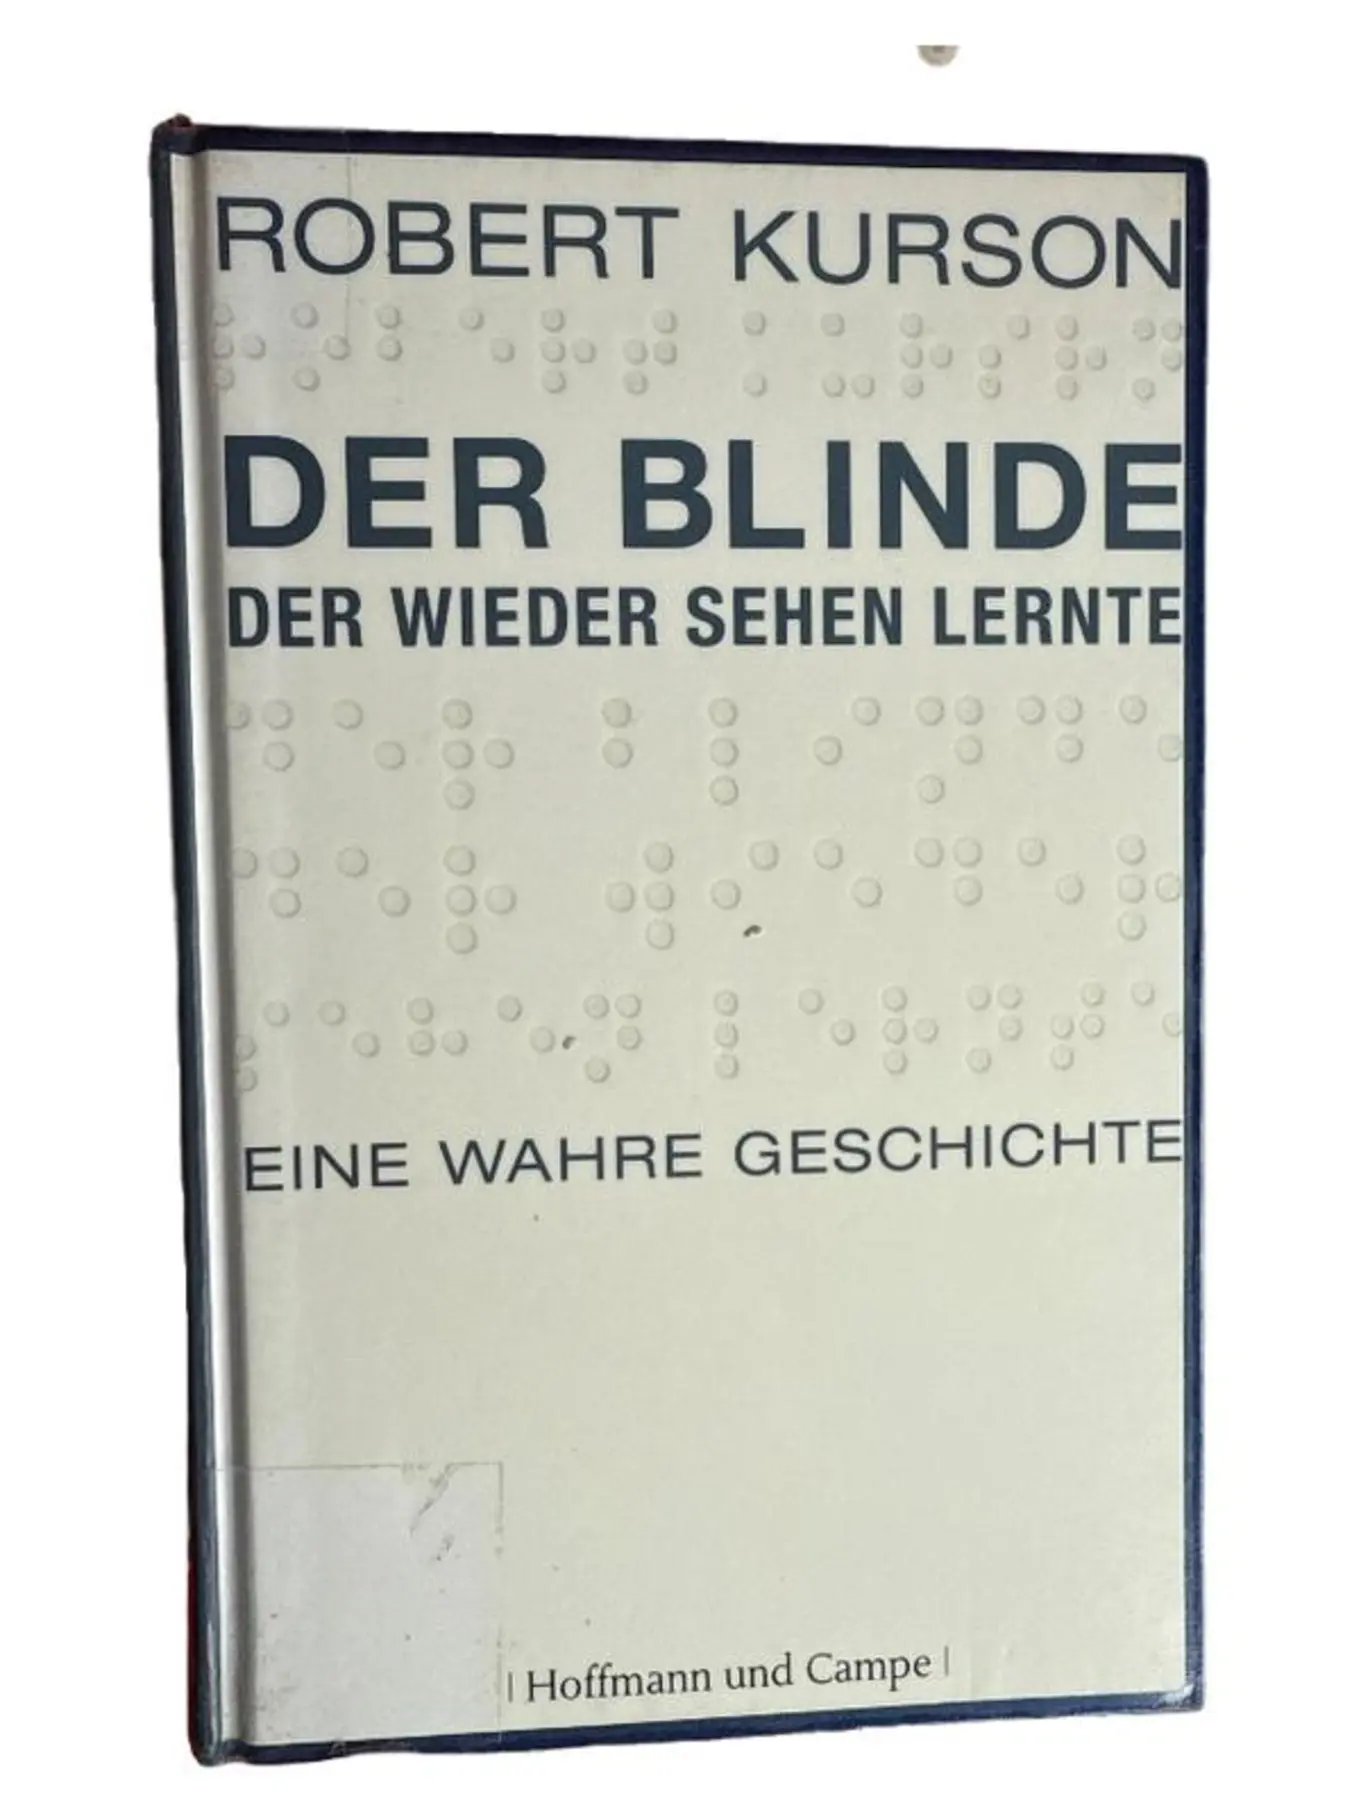 ROBERT KURSON
DER BLINDE
DER WIEDER SEHEN LERNTE
EINE WAHRE GESCHICHTE
| Hoffmann und Campe |